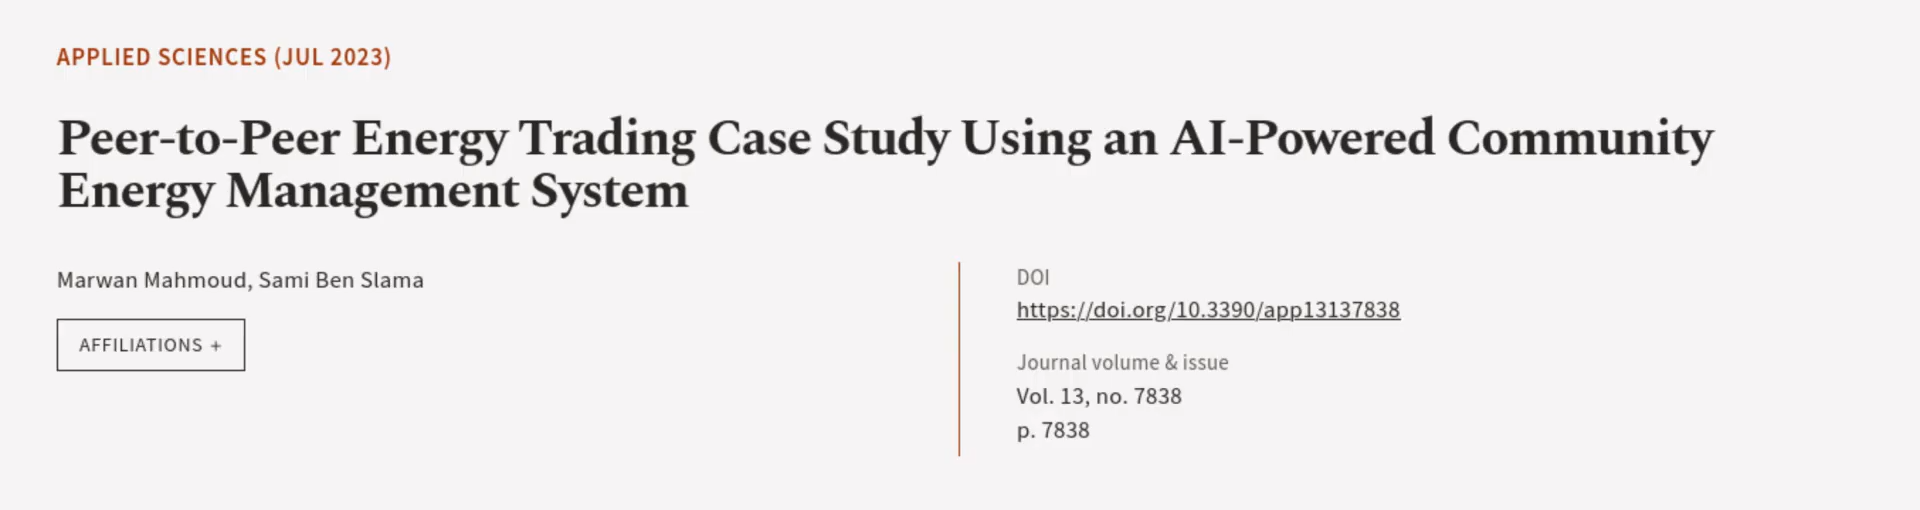 APPLIED SCIENCES (JUL 2023)
Peer-to-Peer Energy Trading Case Study Using an AI-Powered Community
Energy Management System
Marwan Mahmoud, Sami Ben Slama
AFFILIATIONS +
DOI
https://doi.org/10.3390/app13137838
Journal volume & issue
Vol. 13, no. 7838
p. 7838